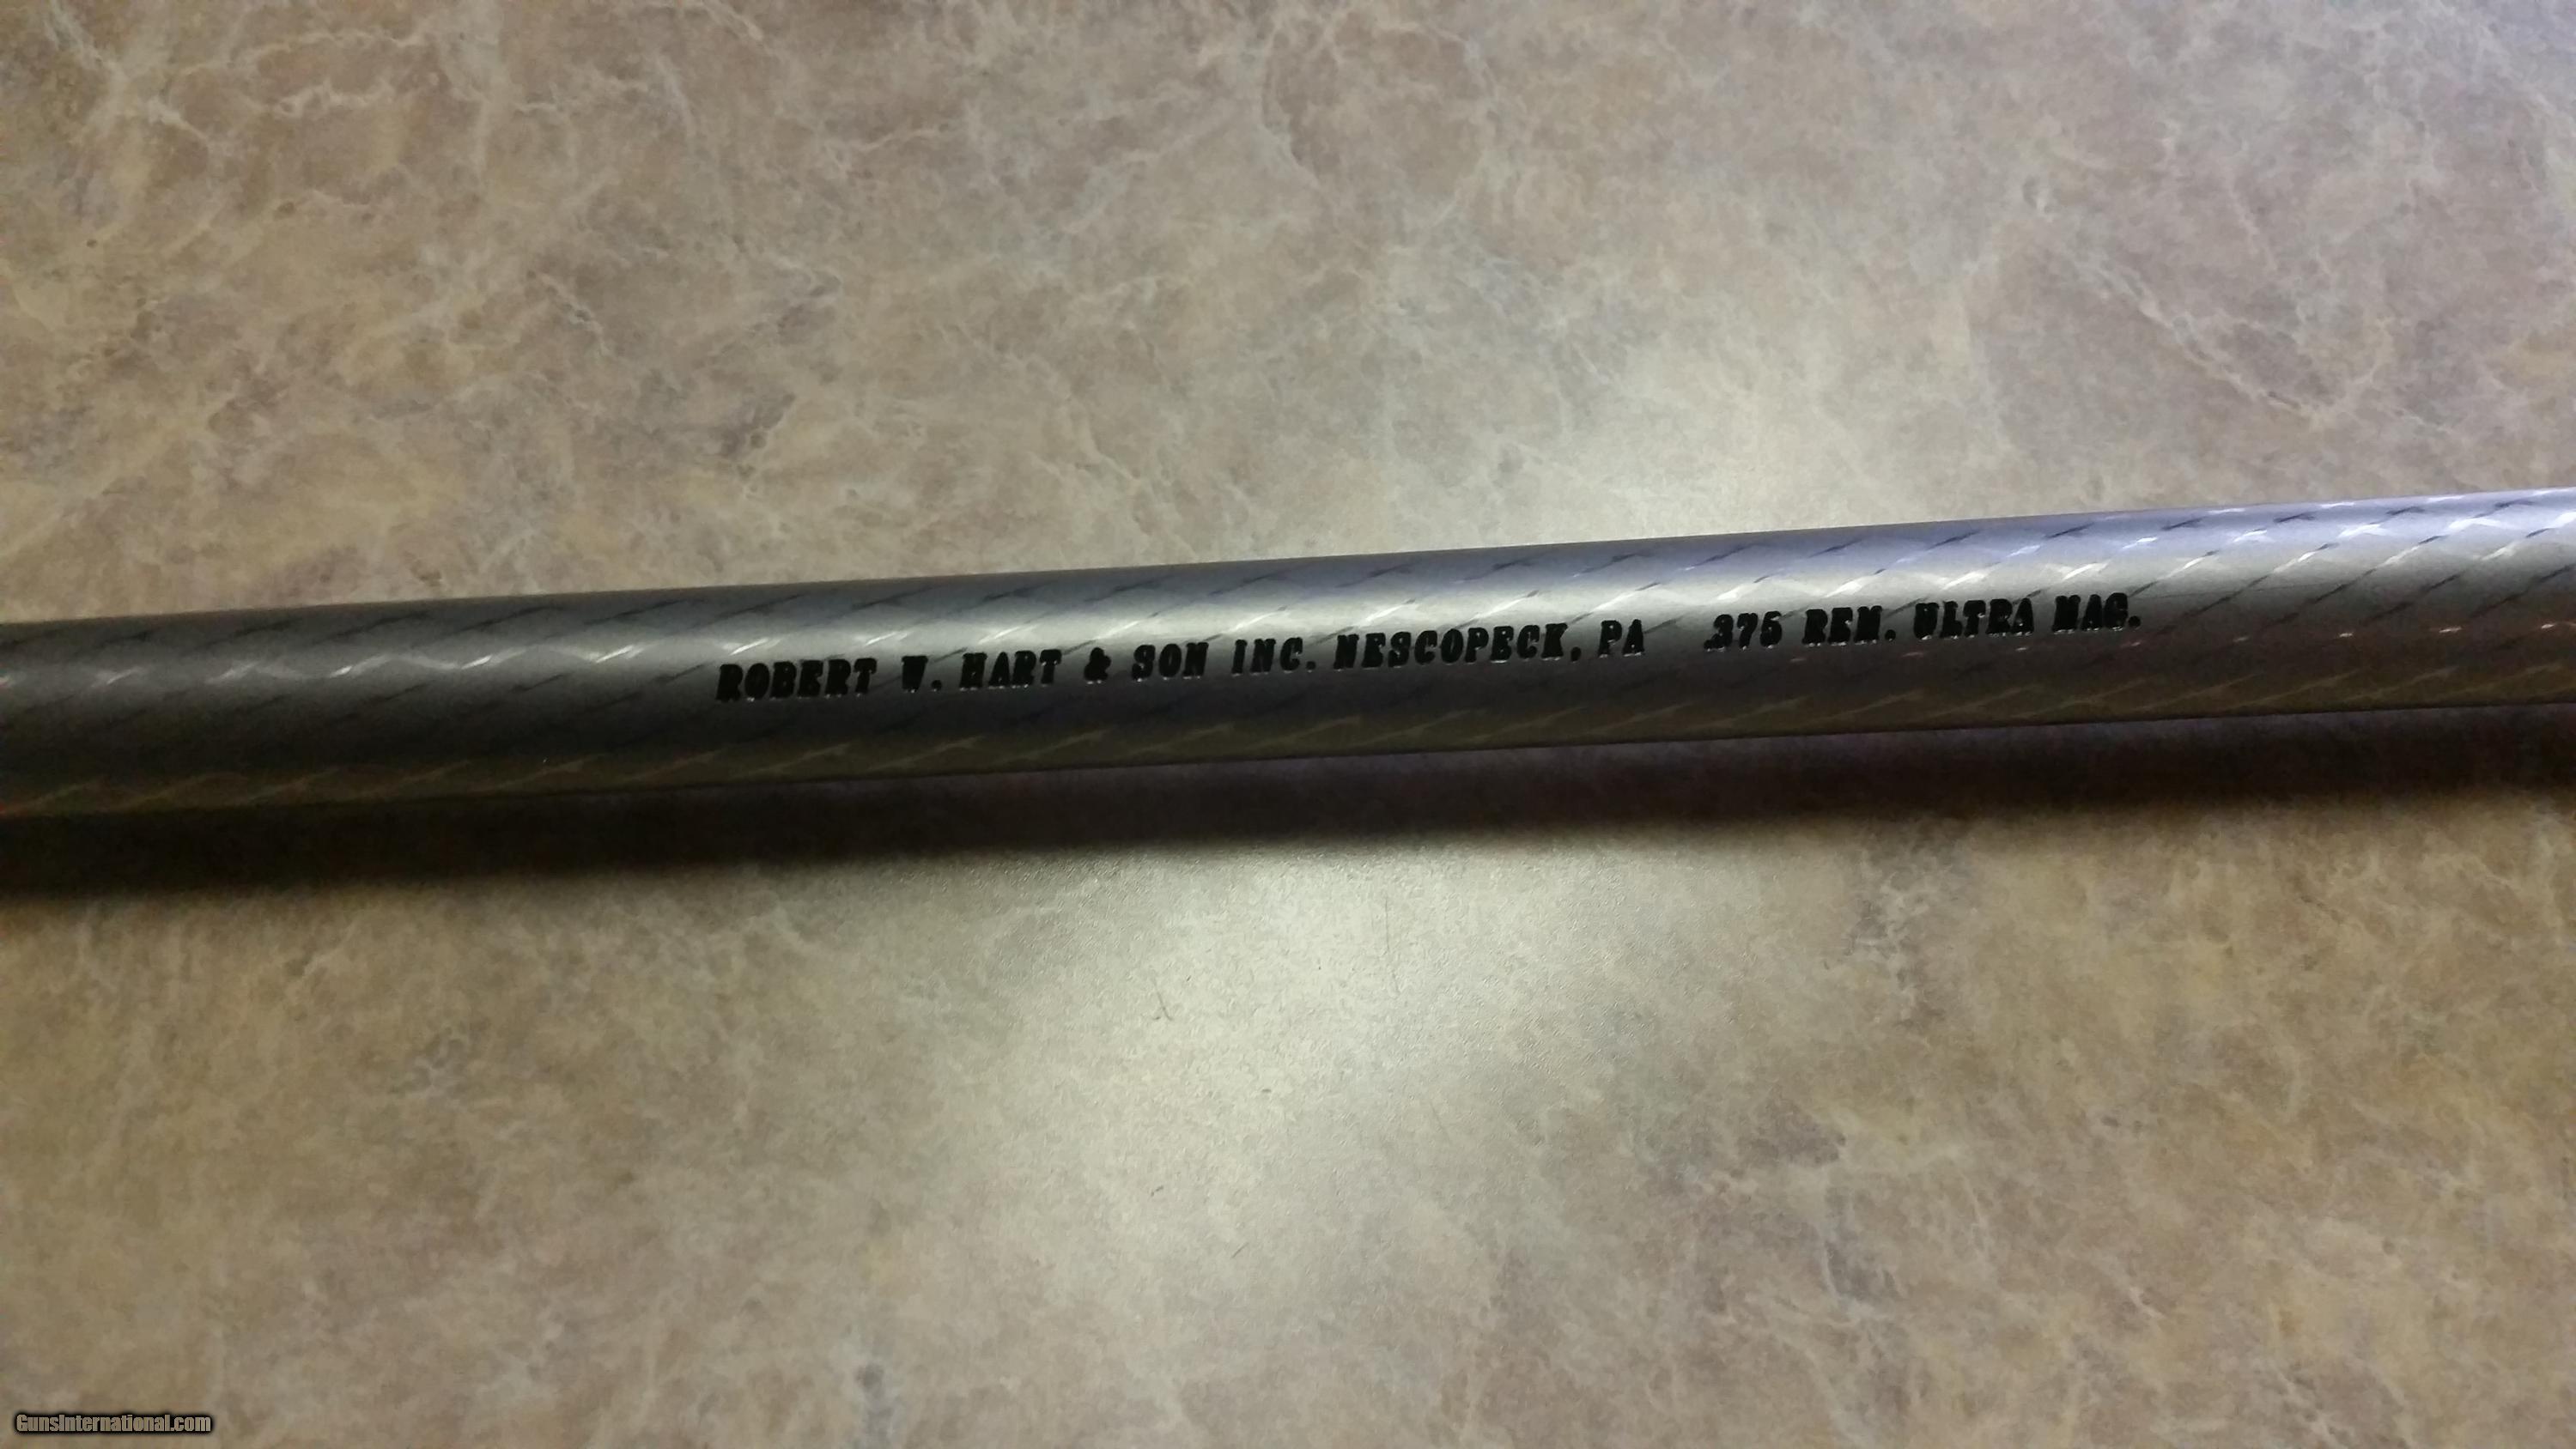 ROBERT W. HART & SON INC. NESCOPECK, PA .375 REM. ULTRA MAG.
GunsInternational.com